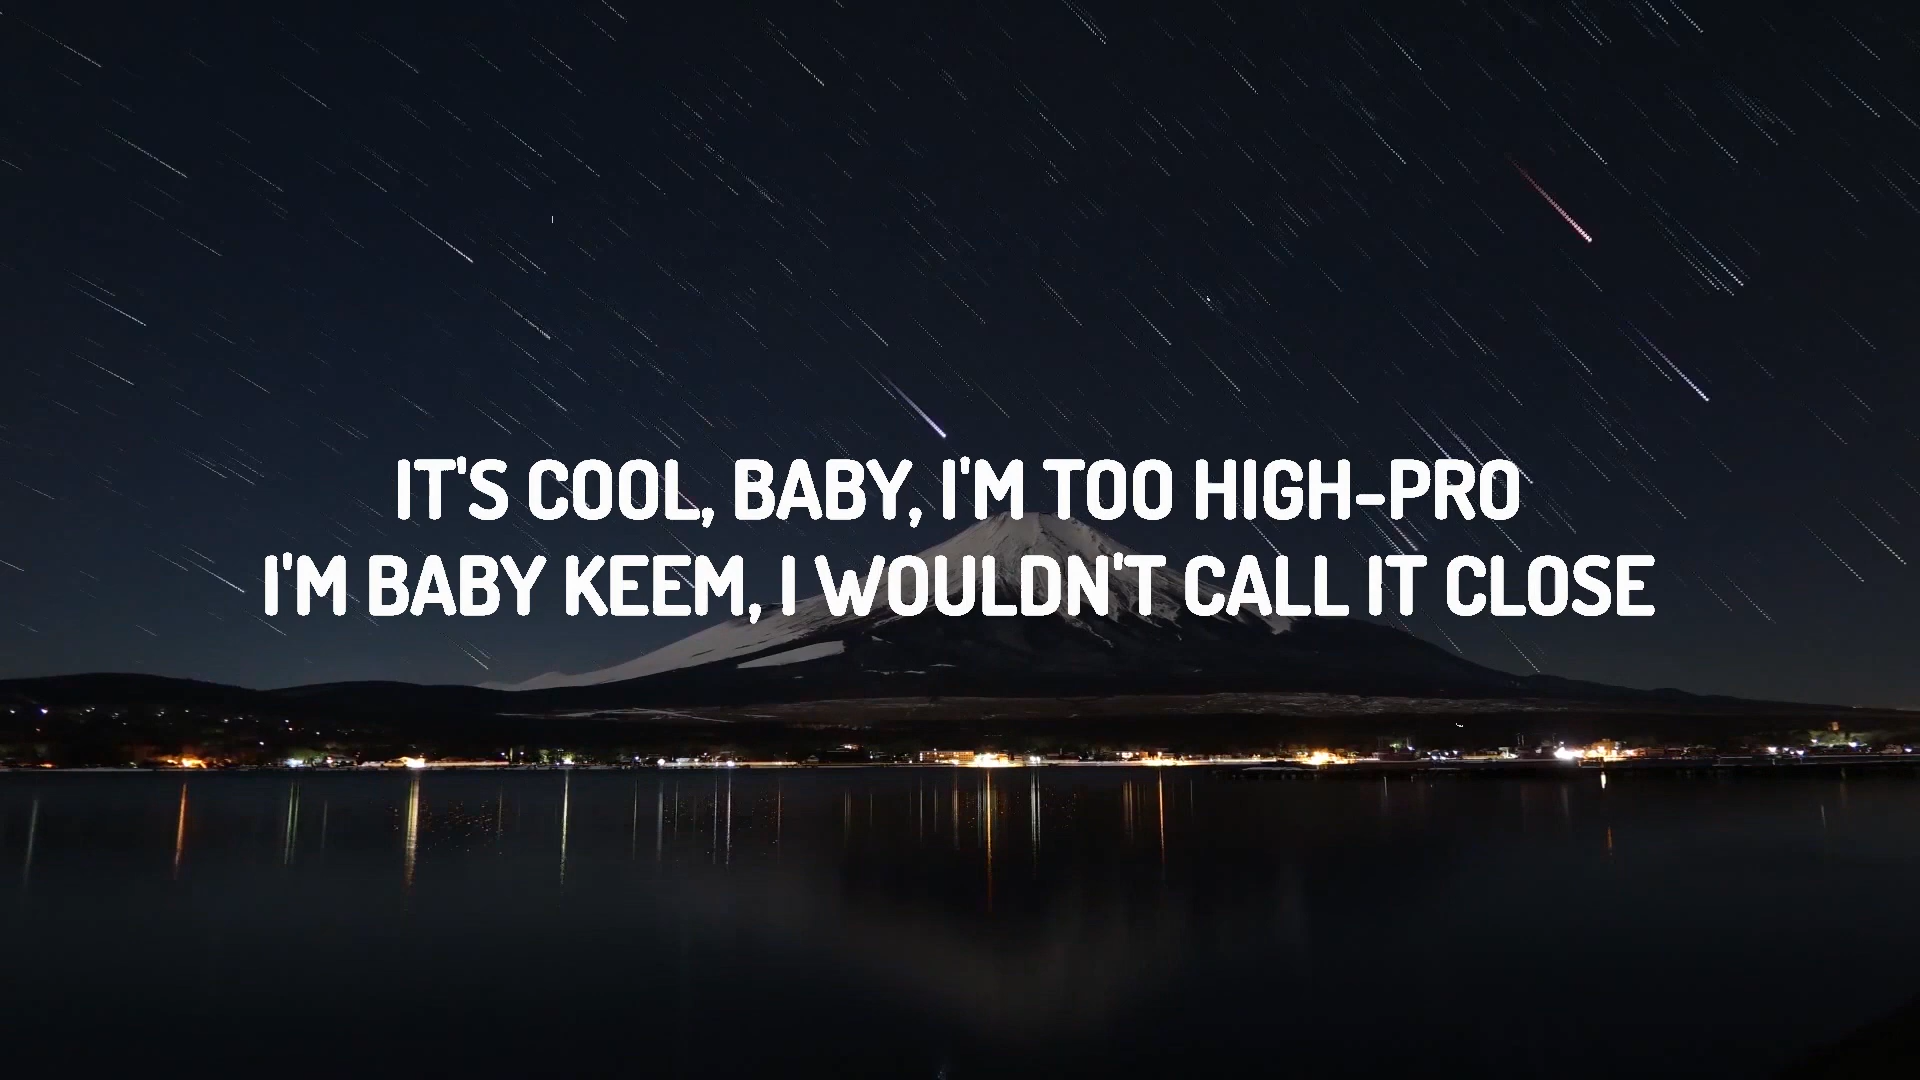 IT'S COOL, BABY, I'M TOO HIGH-PRO
I'M BABY KEEM, I WOULDN'T CALL IT CLOSE